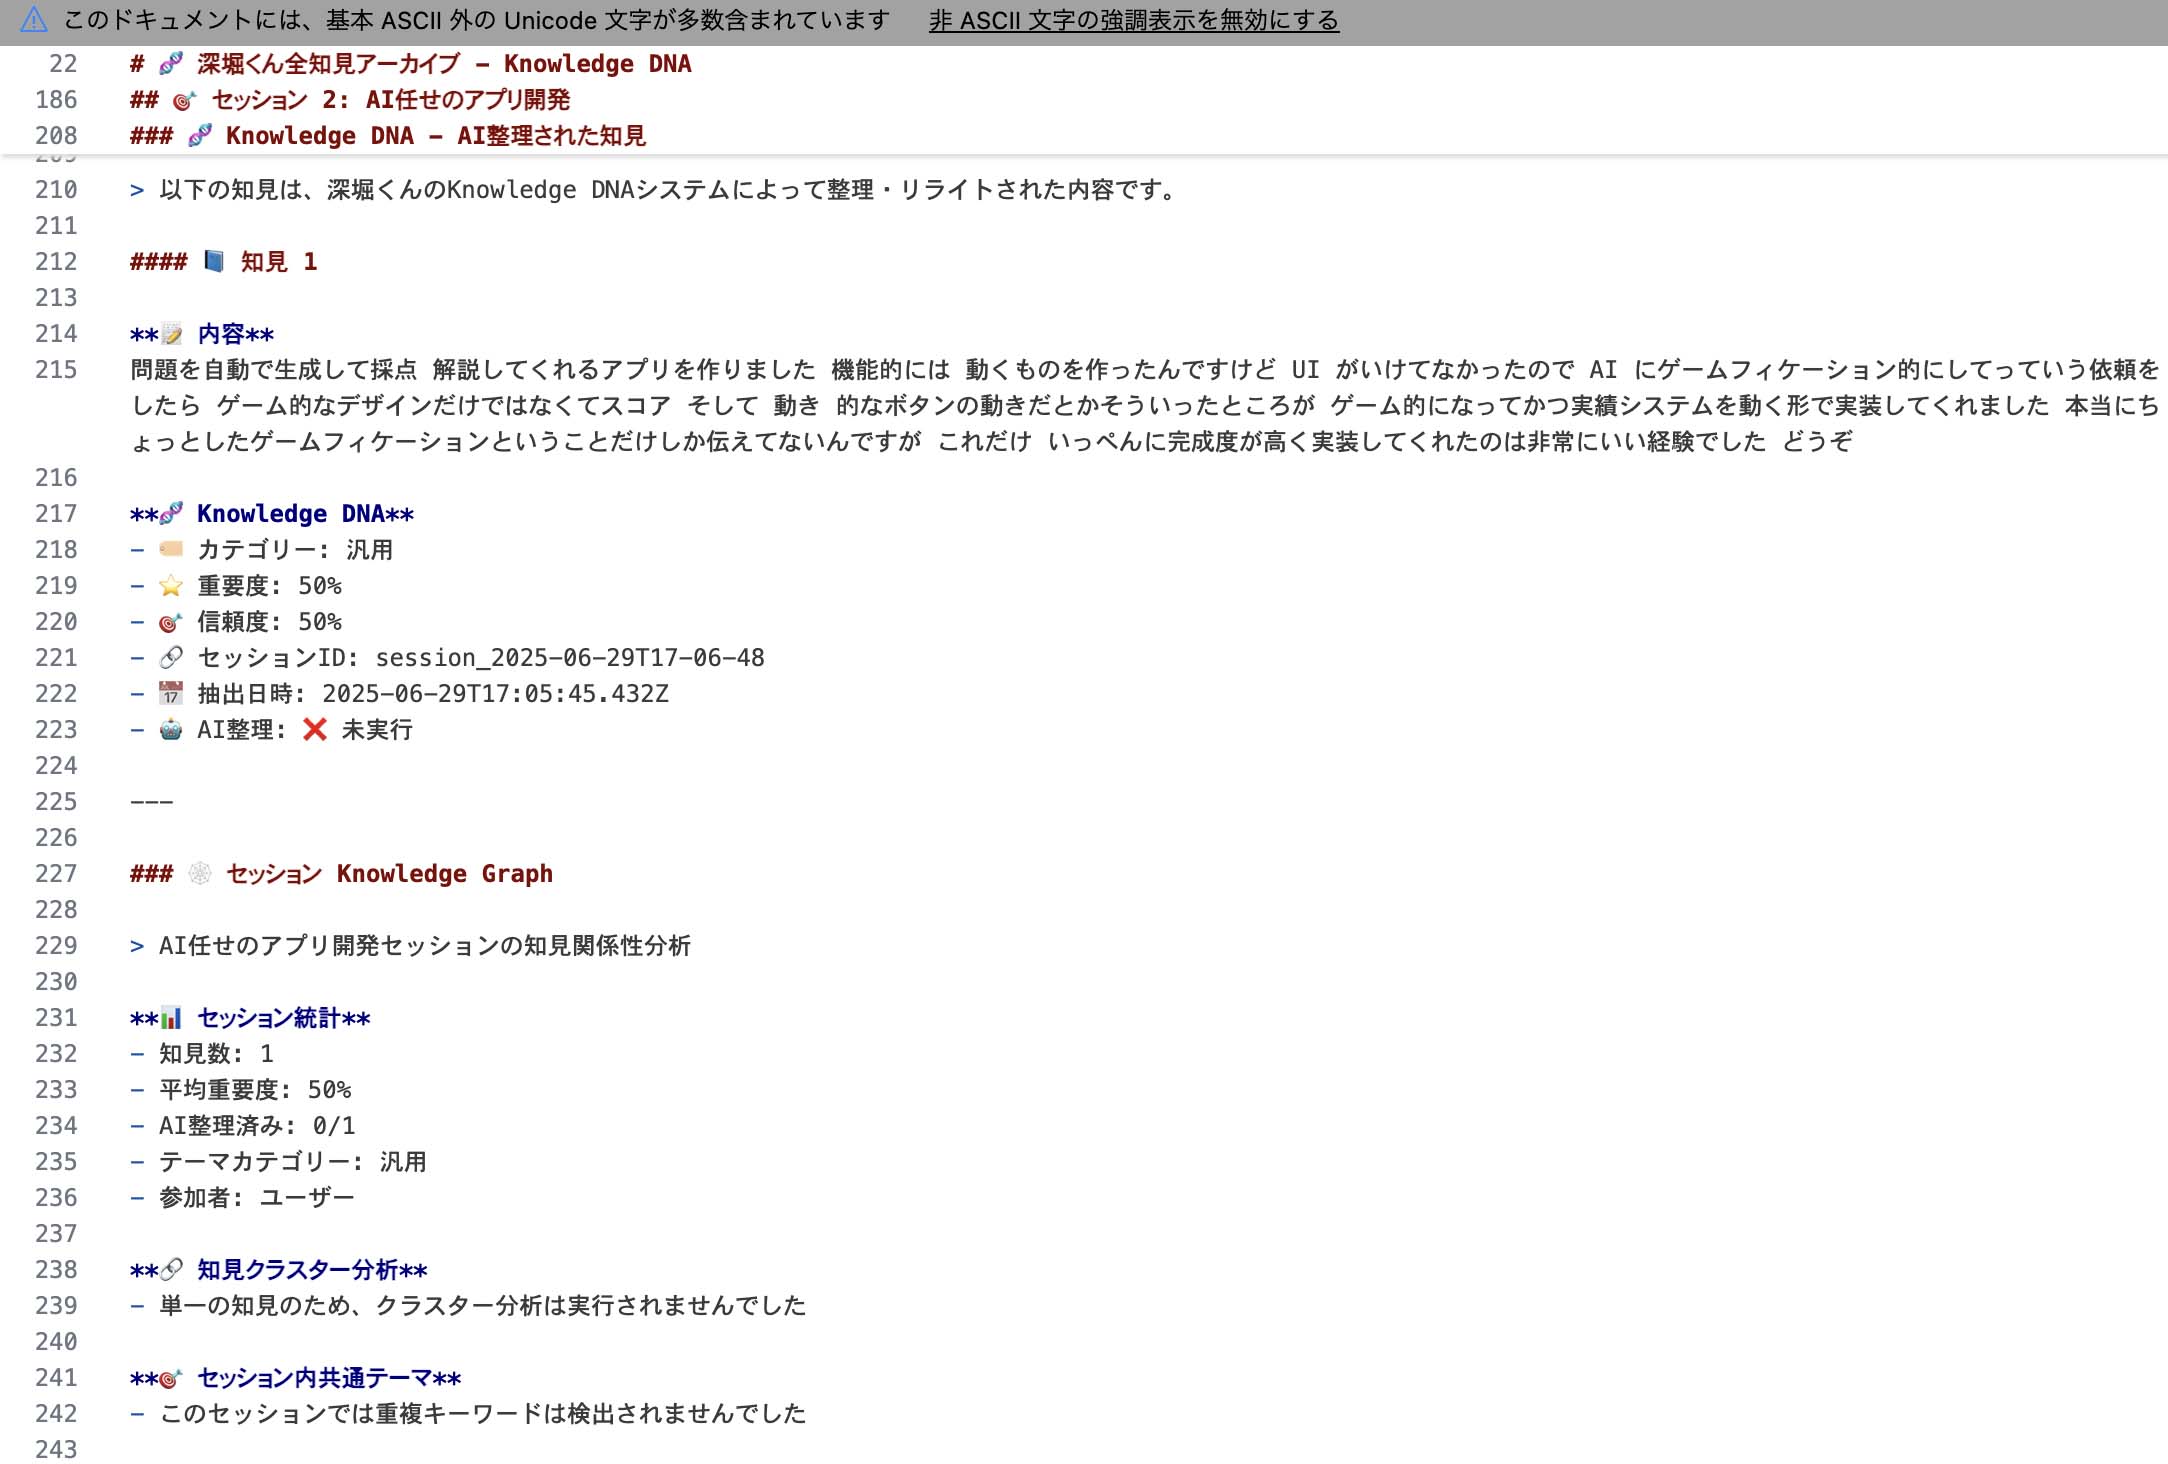 このドキュメントには、基本 ASCII 外の Unicode 文字が多数含まれています 非 ASCII 文字の強調表示を無効にする
22 # 🧬 深堀くん全知見アーカイブ - Knowledge DNA
186 ## 🎯 セッション 2: AI任せのアプリ開発
208 ### 🧬 Knowledge DNA - AI整理された知見
209
210 > 以下の知見は、深堀くんのKnowledge DNAシステムによって整理・リライトされた内容です。
211
212 #### 📘 知見 1
213
214 **📝 内容**
215 問題を自動で生成して採点 解説してくれるアプリを作りました 機能的には 動くものを作ったんですけど UI がいけてなかったので AI にゲームフィケーション的にしてっていう依頼を
したら ゲーム的なデザインだけではなくてスコア そして 動き 的なボタンの動きだとかそういったところが ゲーム的になってかつ実績システムを動く形で実装してくれました 本当にち
ょっとしたゲームフィケーションということだけしか伝えてないんですが これだけ いっぺんに完成度が高く実装してくれたのは非常にいい経験でした どうぞ
216
217 **🧬 Knowledge DNA**
218 - 🏷️ カテゴリー: 汎用
219 - ⭐ 重要度: 50%
220 - 🎯 信頼度: 50%
221 - 🔗 セッションID: session_2025-06-29T17-06-48
222 - 📅 抽出日時: 2025-06-29T17:05:45.432Z
223 - 🤖 AI整理: ❌ 未実行
224
225 ---
226
227 ### 🕸️ セッション Knowledge Graph
228
229 > AI任せのアプリ開発セッションの知見関係性分析
230
231 **📊 セッション統計**
232 - 知見数: 1
233 - 平均重要度: 50%
234 - AI整理済み: 0/1
235 - テーマカテゴリー: 汎用
236 - 参加者: ユーザー
237
238 **🔗 知見クラスター分析**
239 - 単一の知見のため、クラスター分析は実行されませんでした
240
241 **🎯 セッション内共通テーマ**
242 - このセッションでは重複キーワードは検出されませんでした
243